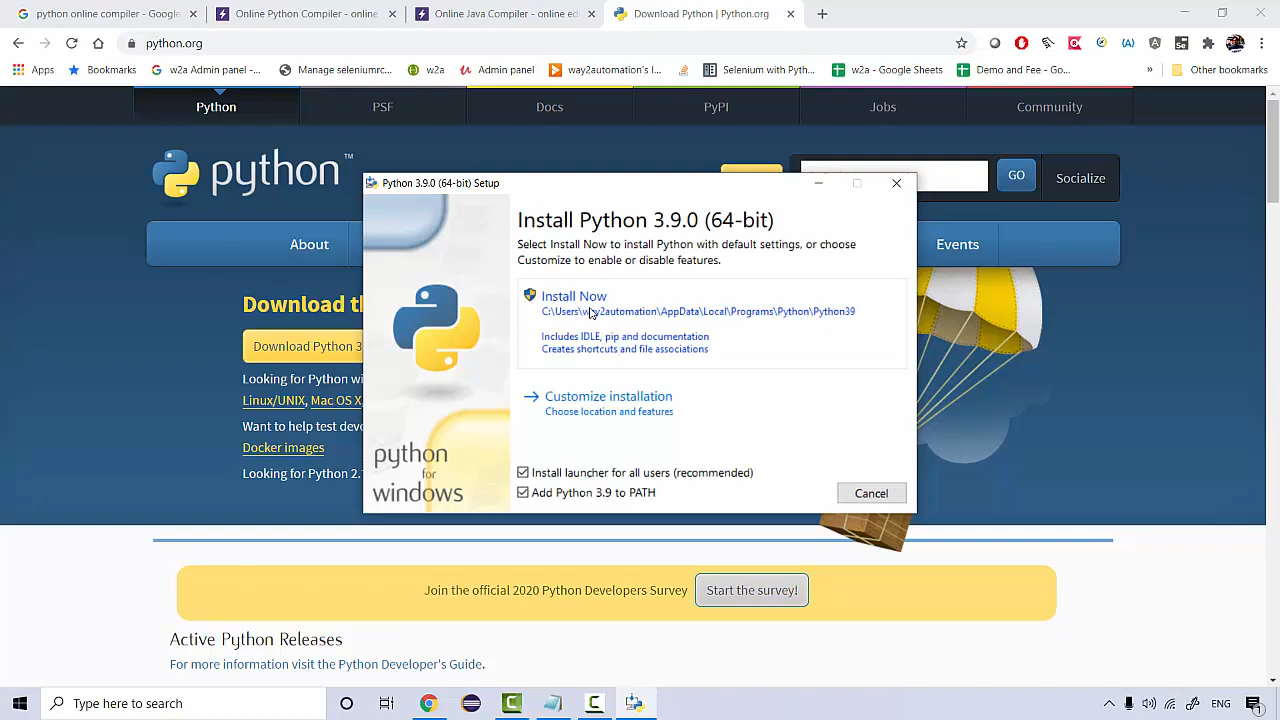 python online compiler - Google
Online Python Compiler - online
Online Java Compiler - online ed
Download Python | Python.org
python.org
Apps
Bookmarks
w2a Admin panel -...
Manage seleniumrc...
w2a
Admin panel
way2automation's l...
Selenium with Pyth...
w2a - Google Sheets
Demo and Fee - Go...
»
Other bookmarks
Python
PSF
Docs
PyPI
Jobs
Community
python™
GO
Socialize
About
Events
Download th
Download Python 3
Looking for Python wi
Linux/UNIX, Mac OS X
Want to help test deve
Docker images
Looking for Python 2.
Python 3.9.0 (64-bit) Setup
Install Python 3.9.0 (64-bit)
Select Install Now to install Python with default settings, or choose
Customize to enable or disable features.
Install Now
C:\Users\way2automation\AppData\Local\Programs\Python\Python39
Includes IDLE, pip and documentation
Creates shortcuts and file associations
Customize installation
Choose location and features
Install launcher for all users (recommended)
Add Python 3.9 to PATH
Cancel
python
for
windows
Join the official 2020 Python Developers Survey
Start the survey!
Active Python Releases
For more information visit the Python Developer's Guide.
Type here to search
ENG